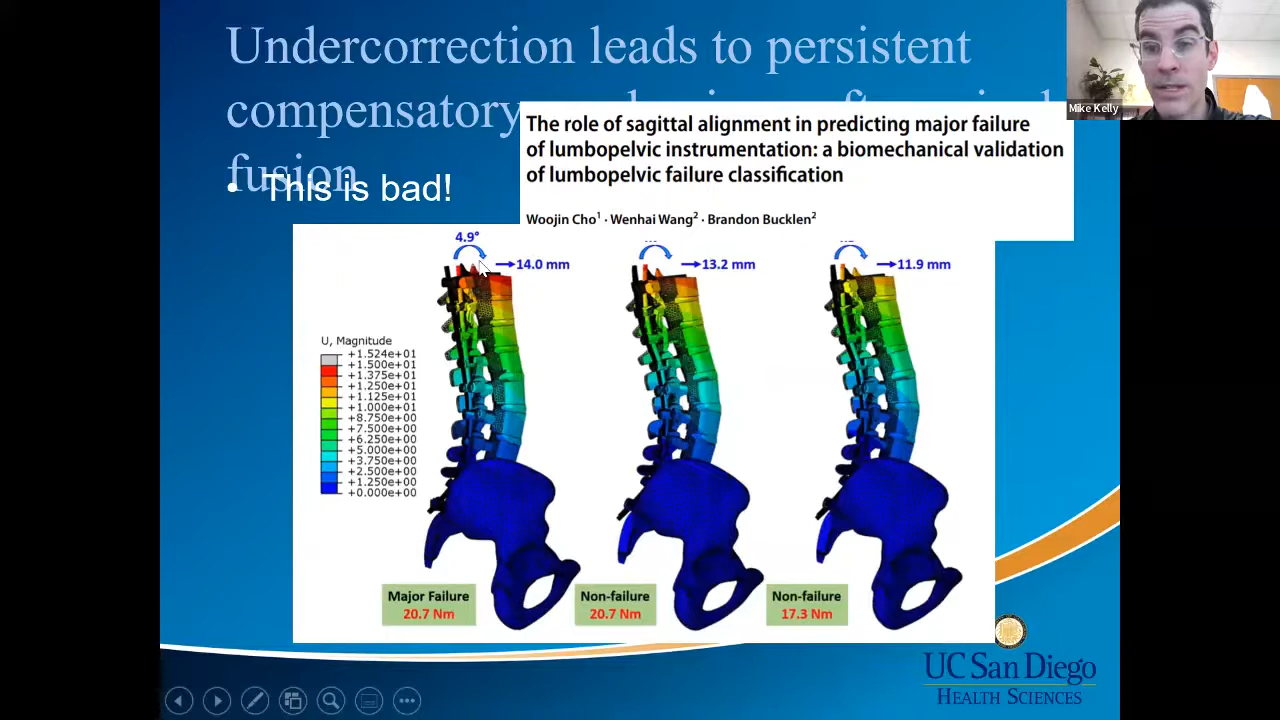 Undercorrection leads to persistent
compensatory
fusion
• This is bad!
Mike Kelly
The role of sagittal alignment in predicting major failure
of lumbopelvic instrumentation: a biomechanical validation
of lumbopelvic failure classification
Woojin Cho1 · Wenhai Wang2 · Brandon Bucklen2
4.9°
14.0 mm
13.2 mm
11.9 mm
U, Magnitude
+1.524e+01
+1.500e+01
+1.375e+01
+1.250e+01
+1.125e+01
+1.000e+01
+8.750e+00
+7.500e+00
+6.250e+00
+5.000e+00
+3.750e+00
+2.500e+00
+1.250e+00
+0.000e+00
Major Failure
20.7 Nm
Non-failure
20.7 Nm
Non-failure
17.3 Nm
UC San Diego
HEALTH SCIENCES